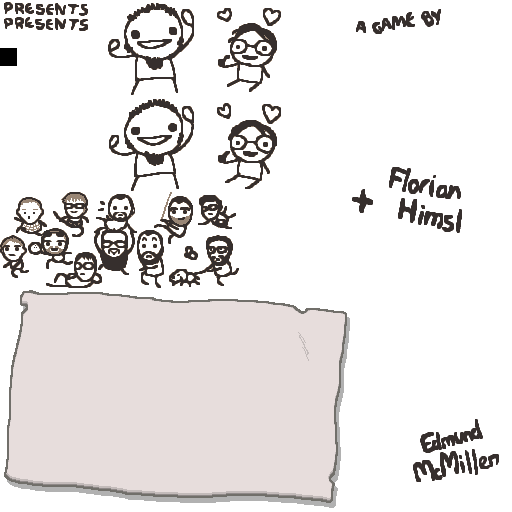 PRESENTS
PRESENTS
A GAME BY
+ Florian
Himsl
Edmund
McMillen